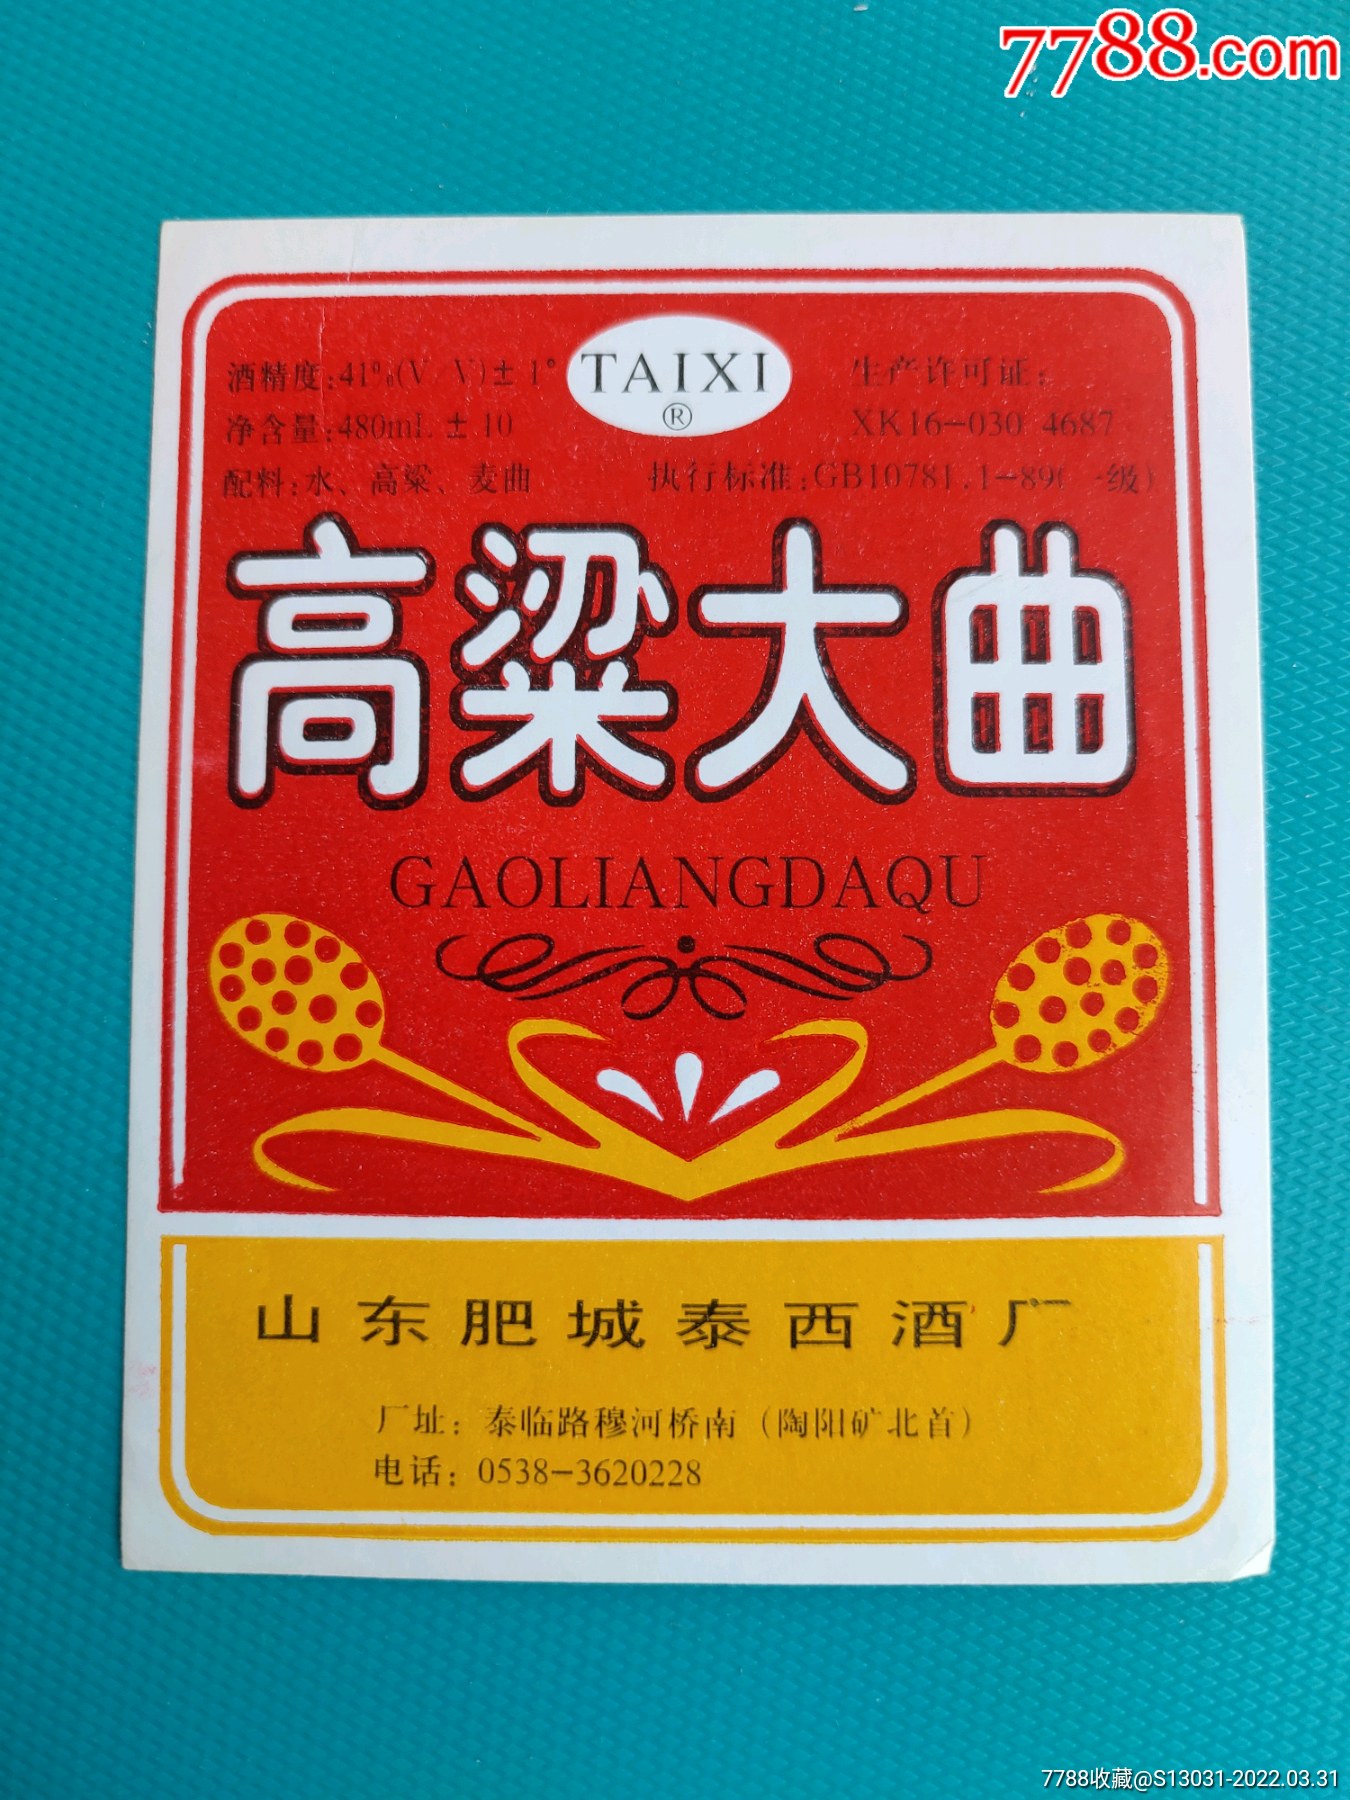 7788.com
酒精度:41%(V V)±1°
净含量:480mL ±10
配料:水、高粱、麦曲
TAIXI
®
生产许可证:
XK16-030 4687
执行标准:GB10781.1-89(一级)
高粱大曲
GAOLIANGDAQU
山东肥城泰西酒厂
厂址：泰临路穆河桥南（陶阳矿北首）
电话：0538-3620228
7788收藏@S13031-2022.03.31